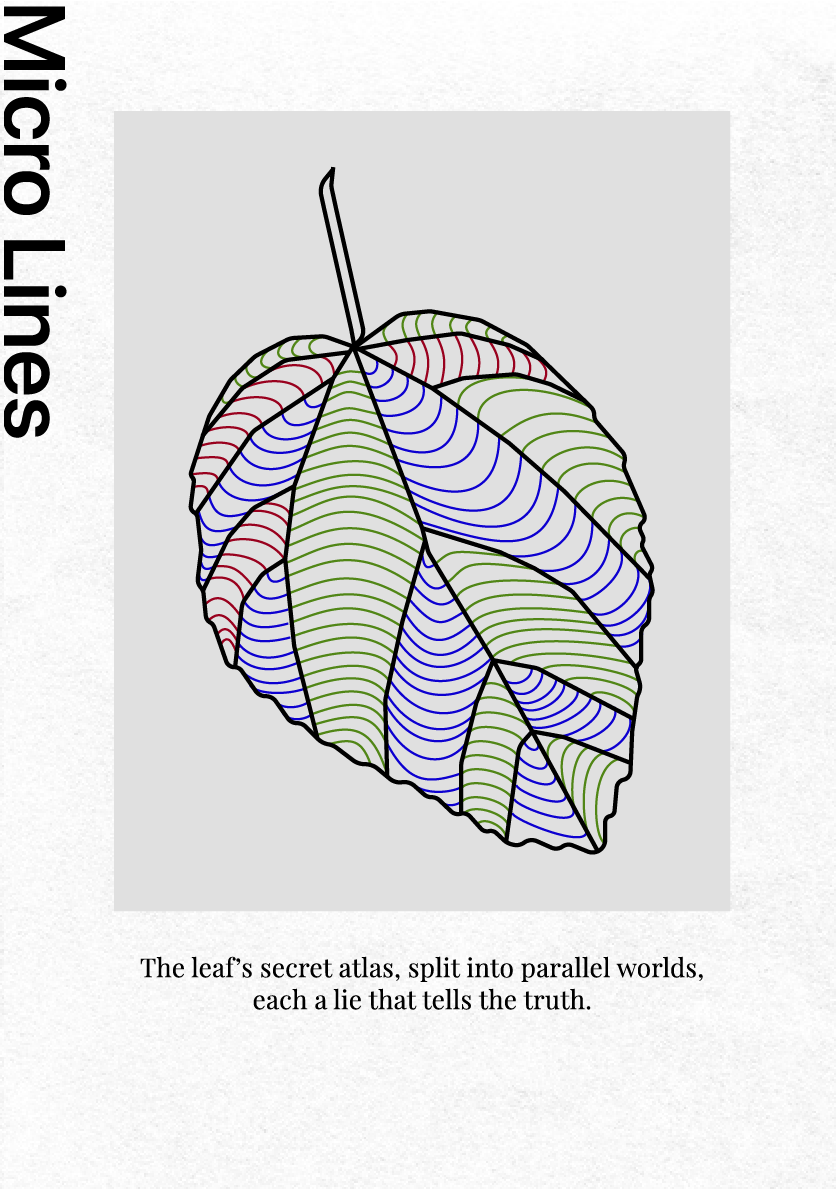 Micro Lines
The leaf’s secret atlas, split into parallel worlds,
each a lie that tells the truth.